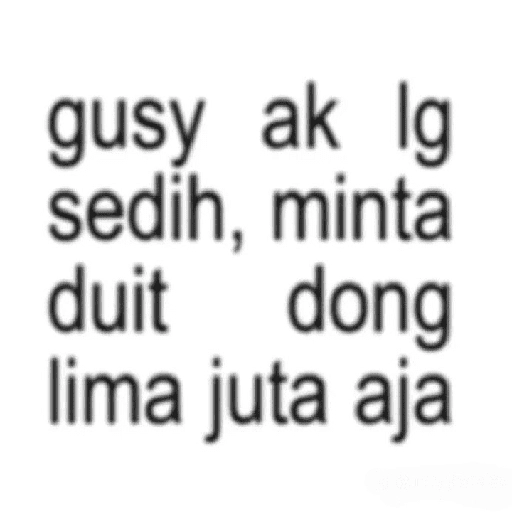 gusy ak lg
sedih, minta
duit dong
lima juta aja